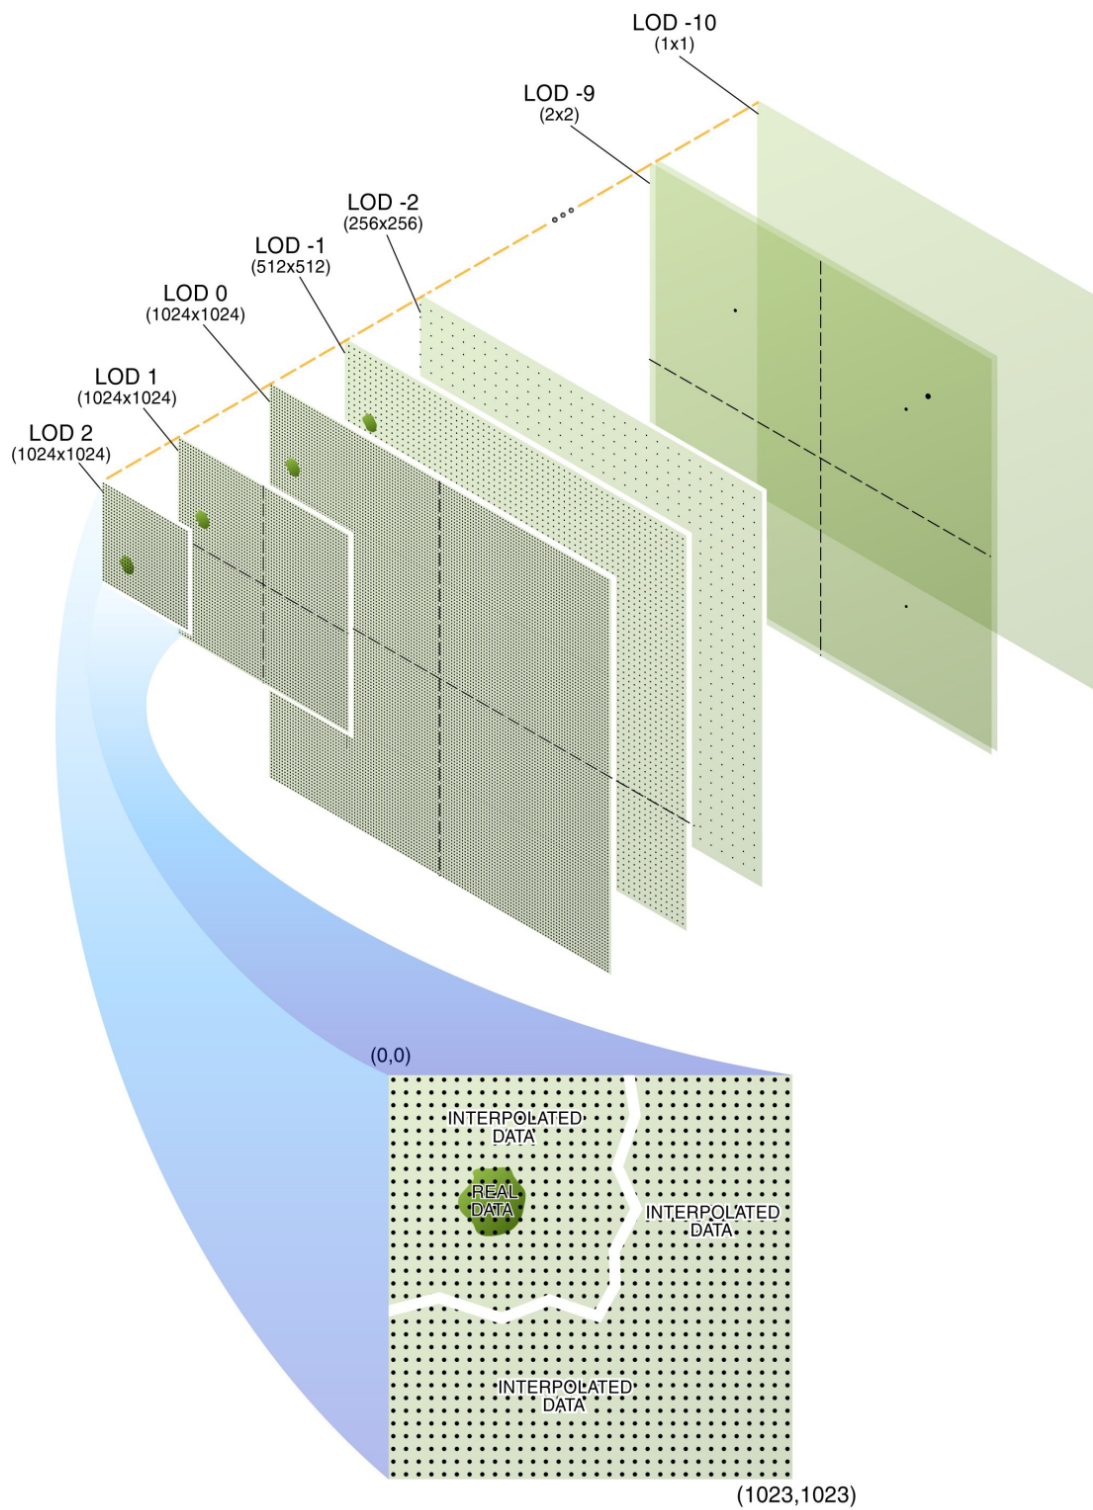 LOD -10
(1x1)
LOD -9
(2x2)
LOD -2
(256x256)
LOD -1
(512x512)
LOD 0
(1024x1024)
LOD 1
(1024x1024)
LOD 2
(1024x1024)
(0,0)
INTERPOLATED
DATA
REAL
DATA
INTERPOLATED
DATA
INTERPOLATED
DATA
(1023,1023)